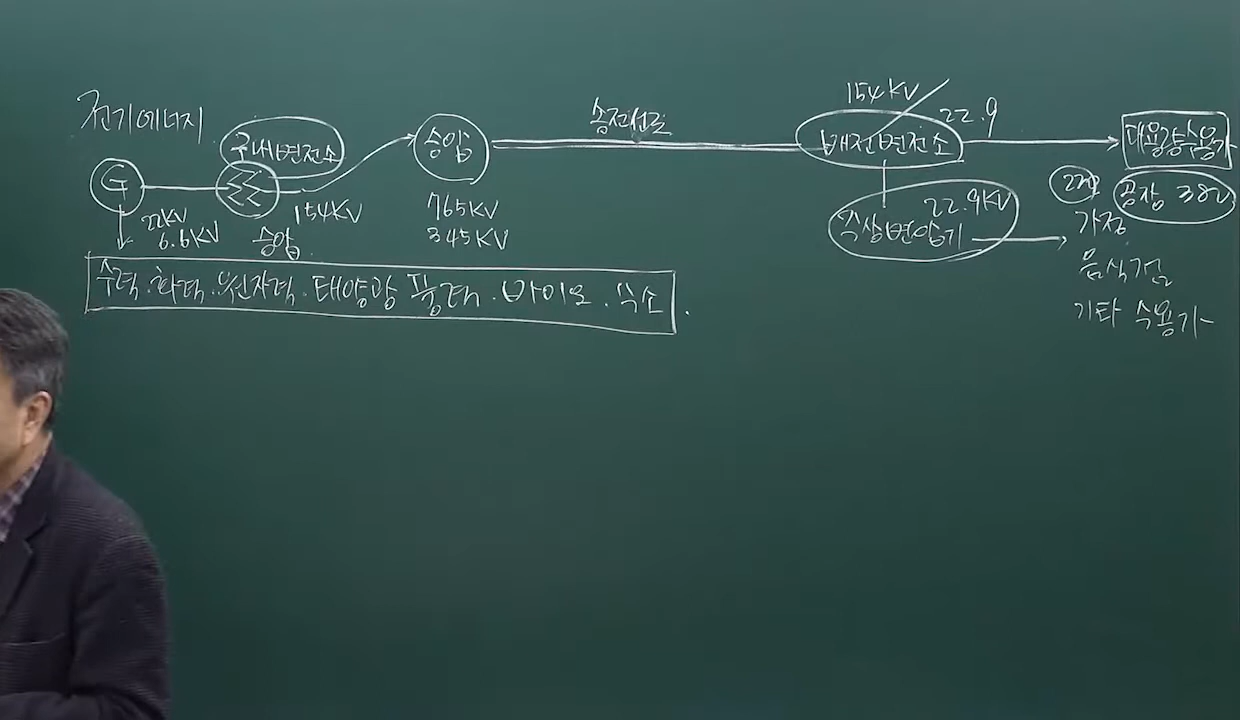 전기에너지
구내변전소
G
22KV
6.6KV
154KV
승압
승압
765KV
345KV
송전선로
154KV
배전변전소
22.9
대용량수용가
주상변압기
22.9KV
220
공장 380
가정
음식점
기타 수용가
수력.화력.원자력.태양광 풍력.바이오.수소.